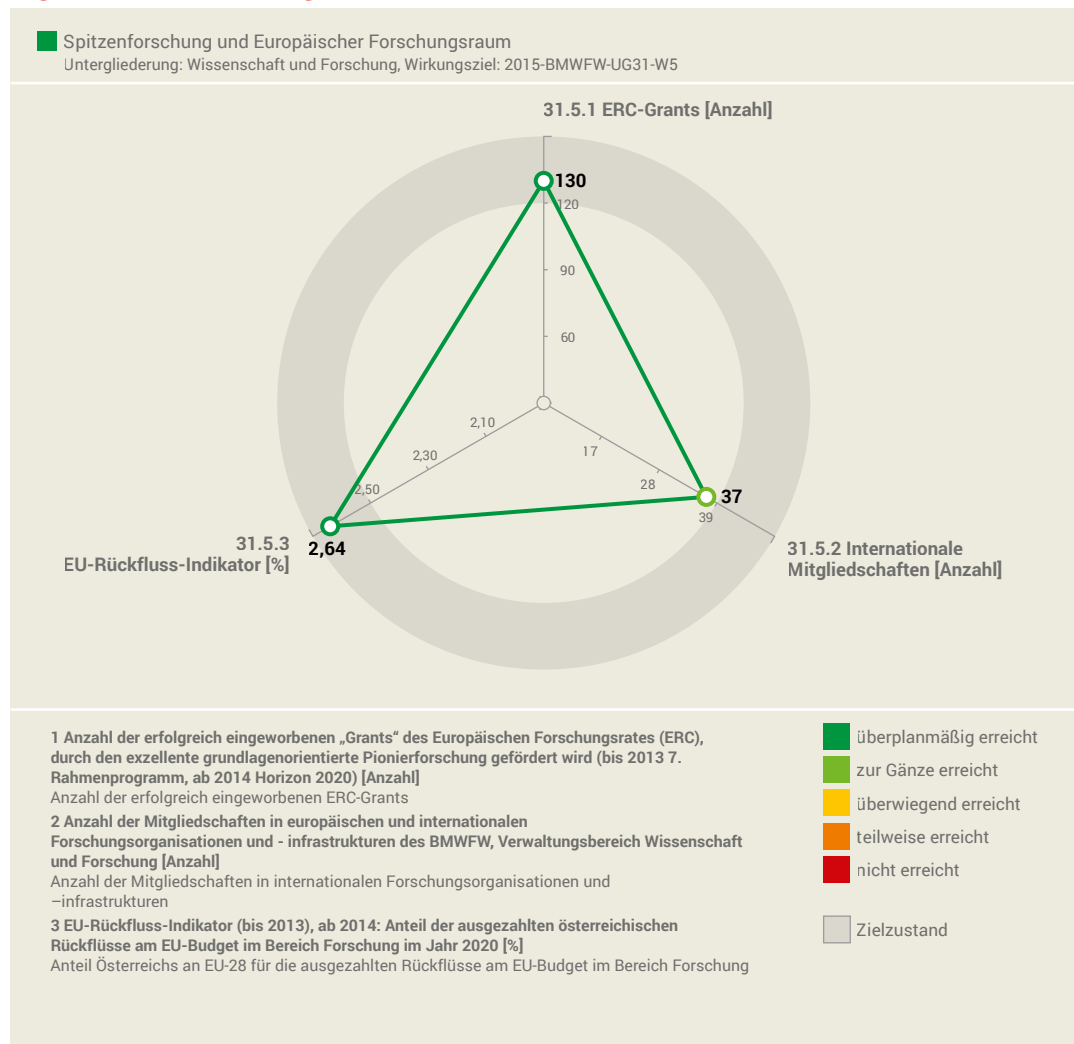 Spitzenforschung und Europäischer Forschungsraum
Untergliederung: Wissenschaft und Forschung, Wirkungsziel: 2015-BMWFW-UG31-W5
31.5.1 ERC-Grants [Anzahl]
130
120
90
60
2,10
2,30
2,50
17
28
37
39
31.5.3
EU-Rückfluss-Indikator [%]
2,64
31.5.2 Internationale
Mitgliedschaften [Anzahl]
1 Anzahl der erfolgreich eingeworbenen „Grants“ des Europäischen Forschungsrates (ERC),
durch den exzellente grundlagenorientierte Pionierforschung gefördert wird (bis 2013 7.
Rahmenprogramm, ab 2014 Horizon 2020) [Anzahl]
Anzahl der erfolgreich eingeworbenen ERC-Grants
2 Anzahl der Mitgliedschaften in europäischen und internationalen
Forschungsorganisationen und - infrastrukturen des BMWFW, Verwaltungsbereich Wissenschaft
und Forschung [Anzahl]
Anzahl der Mitgliedschaften in internationalen Forschungsorganisationen und
–infrastrukturen
3 EU-Rückfluss-Indikator (bis 2013), ab 2014: Anteil der ausgezahlten österreichischen
Rückflüsse am EU-Budget im Bereich Forschung im Jahr 2020 [%]
Anteil Österreichs an EU-28 für die ausgezahlten Rückflüsse am EU-Budget im Bereich Forschung
überplanmäßig erreicht
zur Gänze erreicht
überwiegend erreicht
teilweise erreicht
nicht erreicht
Zielzustand